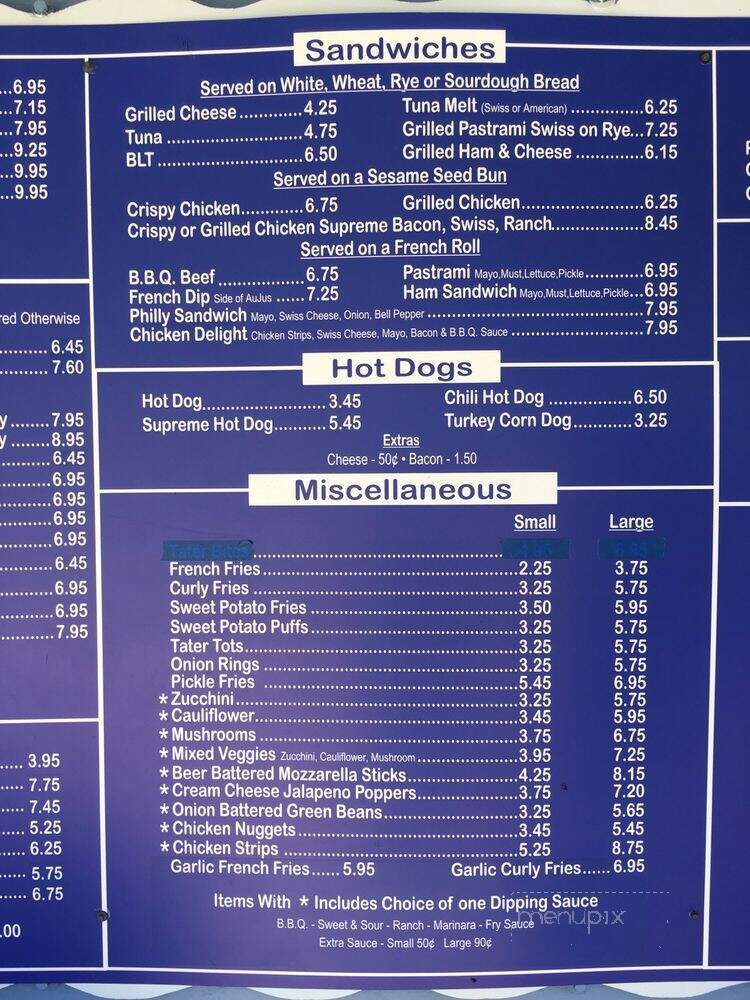 ...6.95
...7.15
...7.95
...9.25
...9.95
...9.95
red Otherwise
..........6.45
..........7.60
y........7.95
y........8.95
..........6.45
..........6.95
..........6.95
..........6.95
..........6.95
..........6.45
..........6.95
..........6.95
..........7.95
.... 3.95
.... 7.75
.... 7.45
.... 5.25
.... 6.25
.... 5.75
.... 6.75
.00
Sandwiches
Served on White, Wheat, Rye or Sourdough Bread
Grilled Cheese.............4.25 Tuna Melt (Swiss or American) ................6.25
Tuna ............................4.75 Grilled Pastrami Swiss on Rye...7.25
BLT ..............................6.50 Grilled Ham & Cheese ..............6.15
Served on a Sesame Seed Bun
Crispy Chicken.............6.75 Grilled Chicken.........................6.25
Crispy or Grilled Chicken Supreme Bacon, Swiss, Ranch...................8.45
Served on a French Roll
B.B.Q. Beef ..................6.75 Pastrami Mayo,Must,Lettuce,Pickle............6.95
French Dip Side of AuJus ......7.25 Ham Sandwich Mayo,Must,Lettuce,Pickle...6.95
Philly Sandwich Mayo, Swiss Cheese, Onion, Bell Pepper ............................................7.95
Chicken Delight Chicken Strips, Swiss Cheese, Mayo, Bacon & B.B.Q. Sauce ...........................7.95
Hot Dogs
Hot Dog.......................... 3.45 Chili Hot Dog .................6.50
Supreme Hot Dog........... 5.45 Turkey Corn Dog............3.25
Extras
Cheese - 50¢ • Bacon - 1.50
Miscellaneous
Small Large
Tater
French Fries......................................................2.25 3.75
Curly Fries ........................................................3.25 5.75
Sweet Potato Fries ...........................................3.50 5.95
Sweet Potato Puffs...........................................3.25 5.75
Tater Tots..........................................................3.25 5.75
Onion Rings ......................................................3.25 5.75
Pickle Fries .......................................................5.45 6.95
* Zucchini...........................................................3.25 5.75
* Cauliflower.......................................................3.45 5.95
* Mushrooms .....................................................3.75 6.75
* Mixed Veggies Zucchini, Cauliflower, Mushroom.....................3.95 7.25
* Beer Battered Mozzarella Sticks.......................4.25 8.15
* Cream Cheese Jalapeno Poppers.....................3.75 7.20
* Onion Battered Green Beans.............................3.25 5.65
* Chicken Nuggets...............................................3.45 5.45
* Chicken Strips ..................................................5.25 8.75
Garlic French Fries...... 5.95 Garlic Curly Fries...... 6.95
Items With * Includes Choice of one Dipping Sauce
B.B.Q. - Sweet & Sour - Ranch - Marinara - Fry Sauce
Extra Sauce - Small 50¢ Large 90¢
menupix